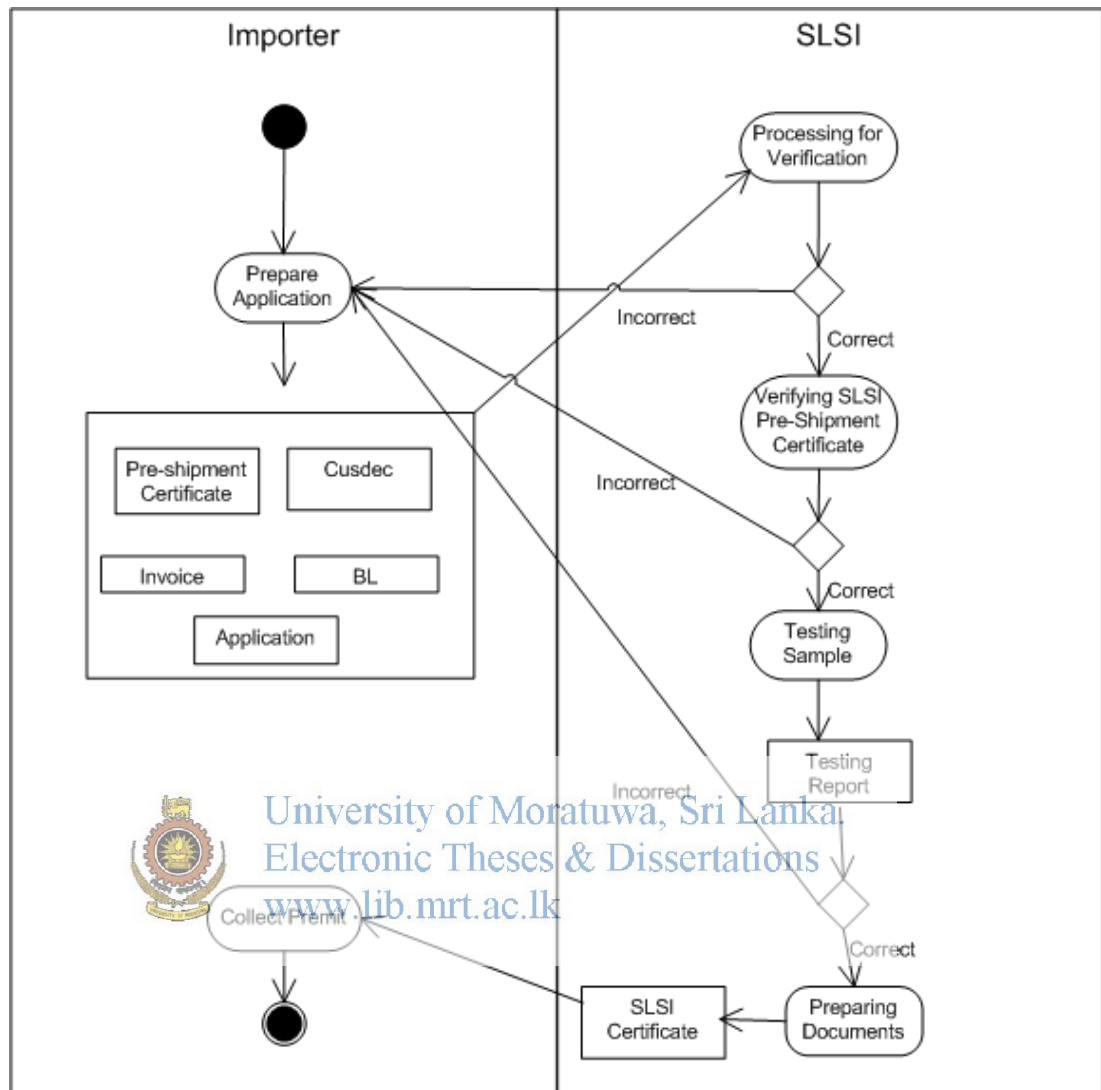 Importer
SLSI
Processing for
Verification
Prepare
Application
Incorrect
Correct
Verifying SLSI
Pre-Shipment
Certificate
Pre-shipment
Certificate
Cusdec
Incorrect
Invoice
BL
Correct
Application
Testing
Sample
Testing
Report
Incorrect
University of Moratuwa, Sri Lanka.
Electronic Theses & Dissertations
www.lib.mrt.ac.lk
Collect Premit
Correct
SLSI
Certificate
Preparing
Documents